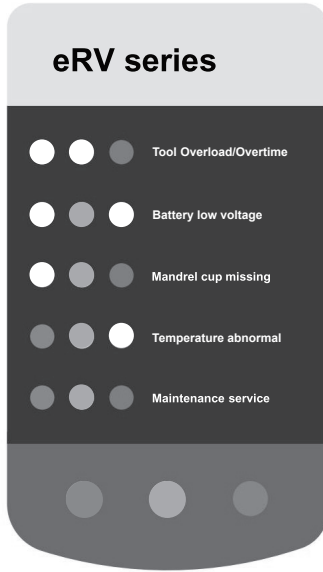 eRV series
Tool Overload/Overtime
Battery low voltage
Mandrel cup missing
Temperature abnormal
Maintenance service